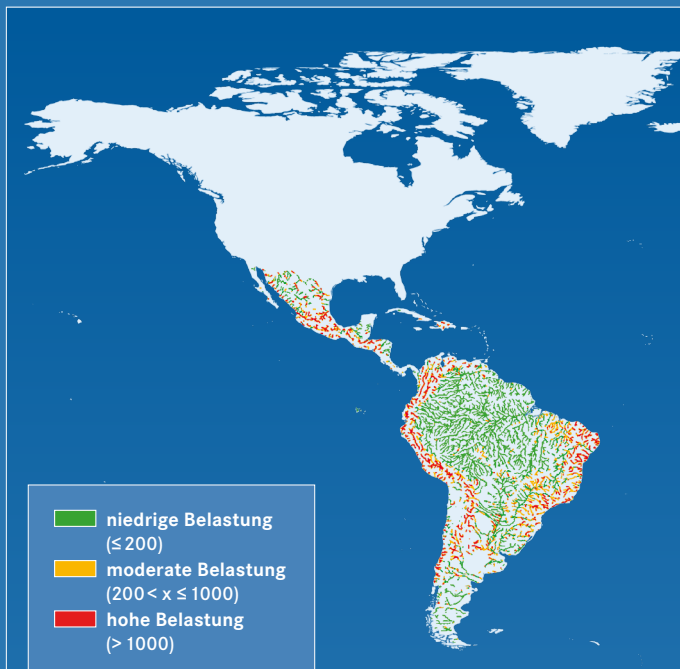 niedrige Belastung
(≤ 200)
moderate Belastung
(200 < x ≤ 1000)
hohe Belastung
(> 1000)